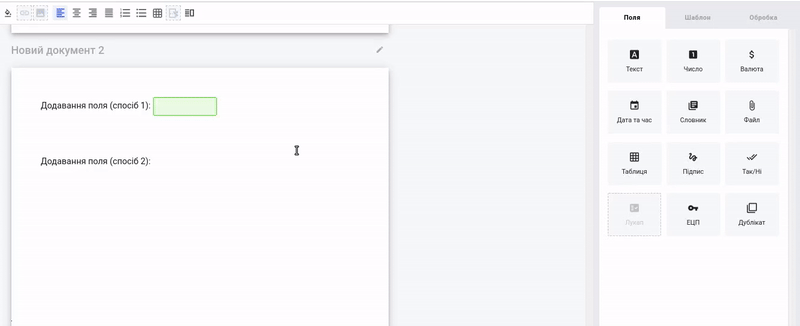 Поля Шаблон Обробка
Новий документ 2
Додавання поля (спосіб 1):
Додавання поля (спосіб 2):
Текст Число Валюта
Дата та час Словник Файл
Таблиця Підпис Так/Ні
Пункт ЕЦП Дублікат